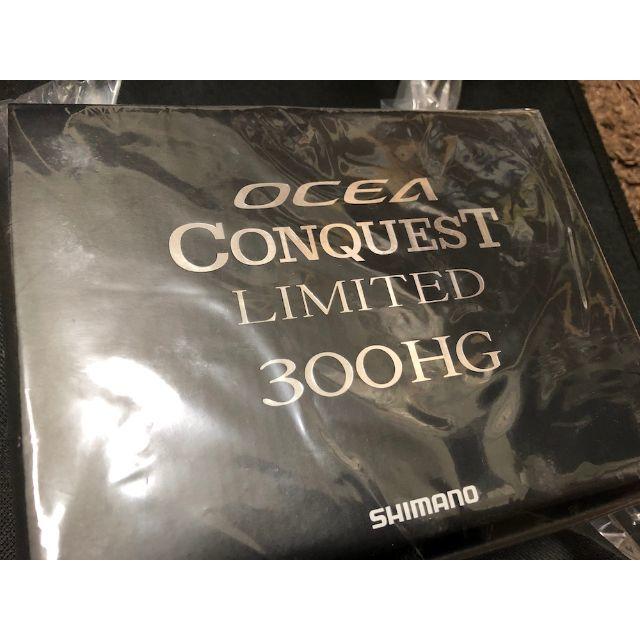 OCEA
CONQUEST
LIMITED
300HG
SHIMANO